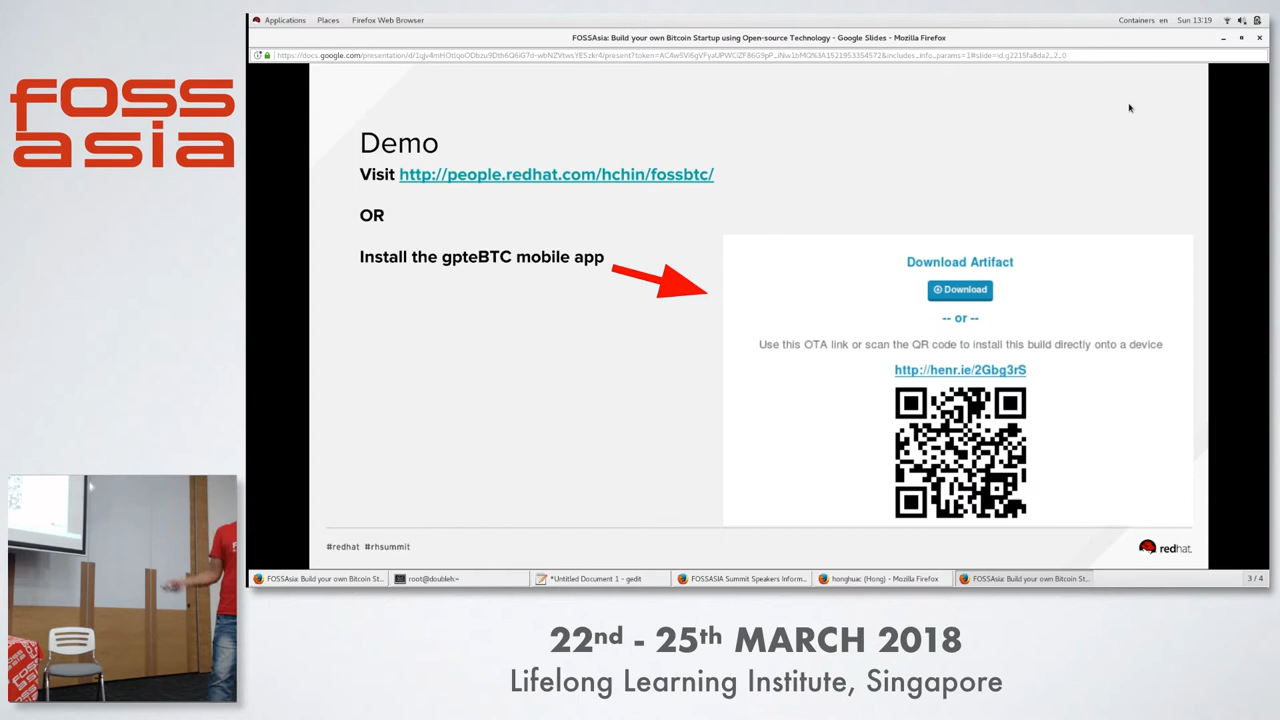 foss
asia
Applications Places Firefox Web Browser Containers en Sun 13:19
FOSSAsia: Build your own Bitcoin Startup using Open-source Technology - Google Slides - Mozilla Firefox
Demo
Visit http://people.redhat.com/hchin/fossbtc/
OR
Install the gpteBTC mobile app
Download Artifact
Download
-- or --
Use this OTA link or scan the QR code to install this build directly onto a device
http://henr.ie/2Gbg3rS
#redhat #rhsummit
redhat.
FOSSAsia: Build your own Bitcoin St... root@doublehi:~ *Untitled Document 1 - gedit FOSSASIA Summit Speakers Inform... honghuac (Hong) - Mozilla Firefox FOSSAsia: Build your own Bitcoin St... 3 / 4
22nd - 25th MARCH 2018
Lifelong Learning Institute, Singapore